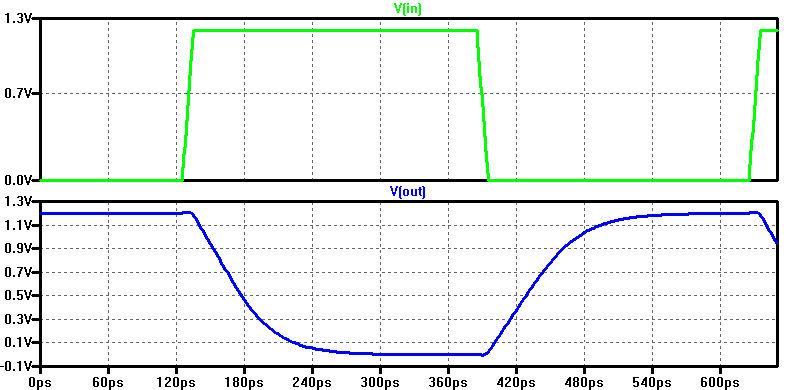 V(in)
1.3V
0.7V
0.0V
V(out)
1.3V
1.1V
0.9V
0.7V
0.5V
0.3V
0.1V
-0.1V
0ps 60ps 120ps 180ps 240ps 300ps 360ps 420ps 480ps 540ps 600ps